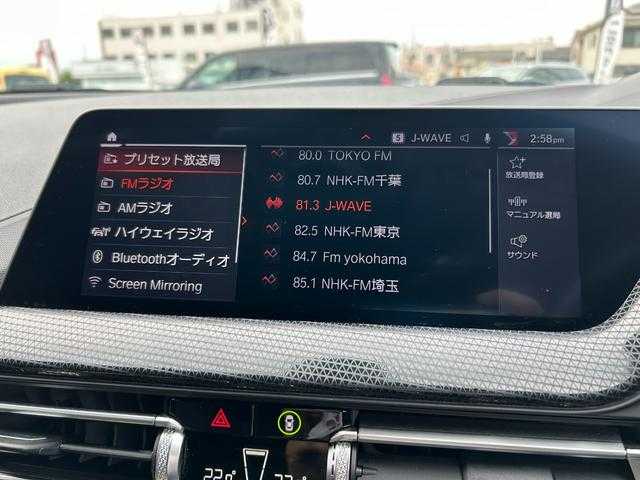 J-WAVE 2:58pm
プリセット放送局
FMラジオ
AMラジオ
ハイウェイラジオ
Bluetoothオーディオ
Screen Mirroring
80.0 TOKYO FM
80.7 NHK-FM千葉
81.3 J-WAVE
82.5 NHK-FM東京
84.7 Fm yokohama
85.1 NHK-FM埼玉
放送局登録
マニュアル選局
サウンド